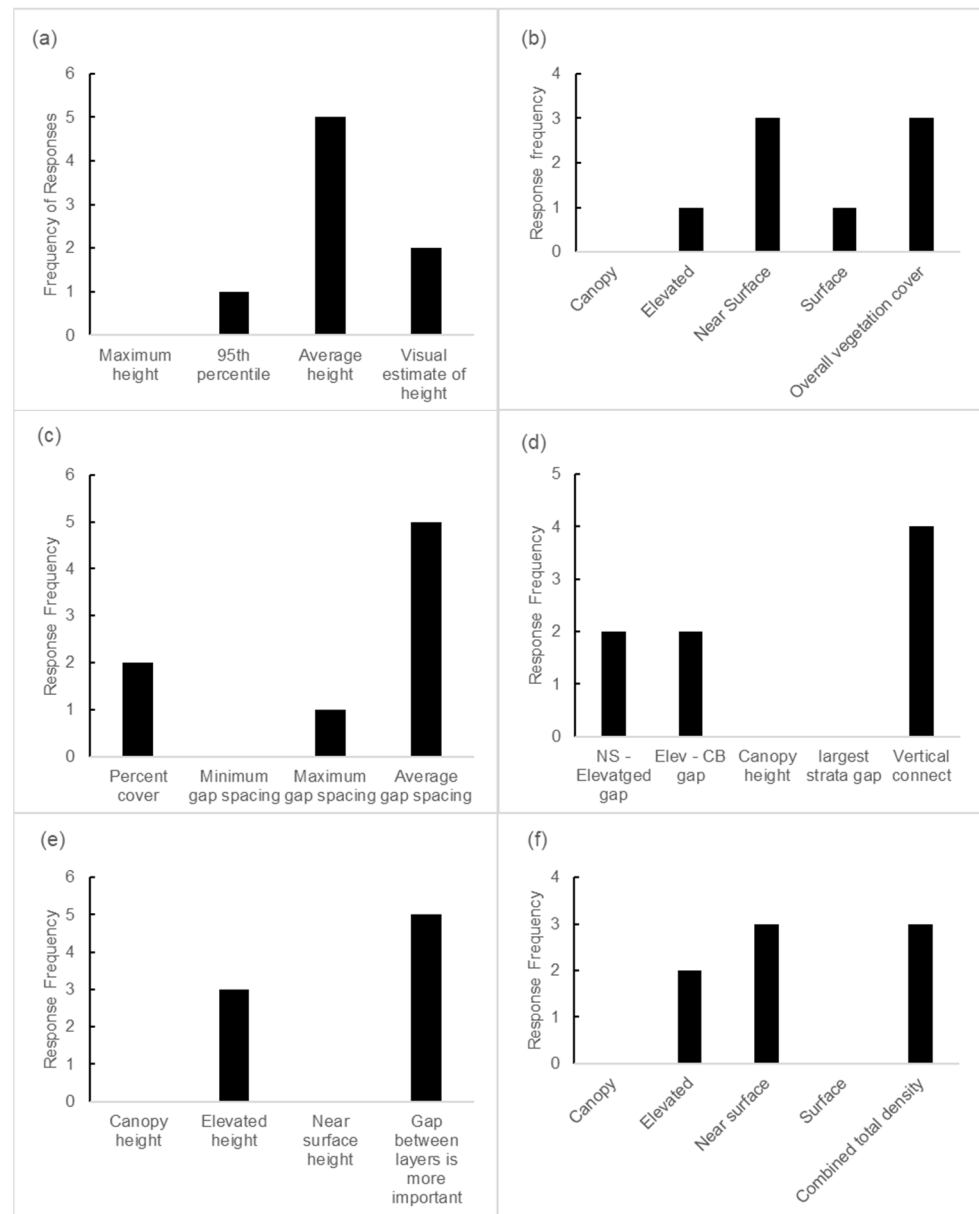 (a)
Frequency of Responses
6
5
4
3
2
1
0
Maximum
height
95th
percentile
Average
height
Visual
estimate of
height
(b)
Response frequency
4
3
2
1
0
Canopy
Elevated
Near Surface
Surface
Overall vegetation cover
(c)
Response Frequency
6
5
4
3
2
1
0
Percent
cover
Minimum
gap spacing
Maximum
gap spacing
Average
gap spacing
(d)
Response Frequency
5
4
3
2
1
0
NS -
Elevatged
gap
Elev - CB
gap
Canopy
height
largest
strata gap
Vertical
connect
(e)
Response Frequency
6
5
4
3
2
1
0
Canopy
height
Elevated
height
Near
surface
height
Gap
between
layers is
more
important
(f)
Response Frequency
4
3
2
1
0
Canopy
Elevated
Near surface
Surface
Combined total density